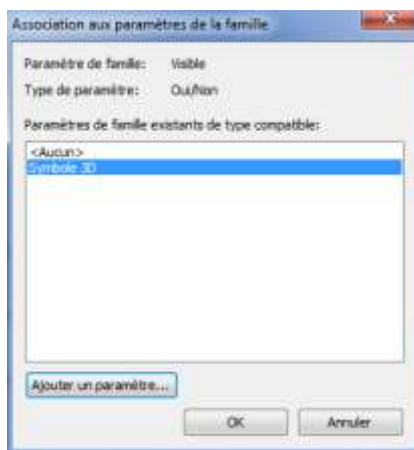 Association aux paramètres de la famille
Paramètre de famille: Visible
Type de paramètre: Oui/Non
Paramètres de famille existants de type compatible:
<Aucun>
Symbole 3D
Ajouter un paramètre...
OK Annuler